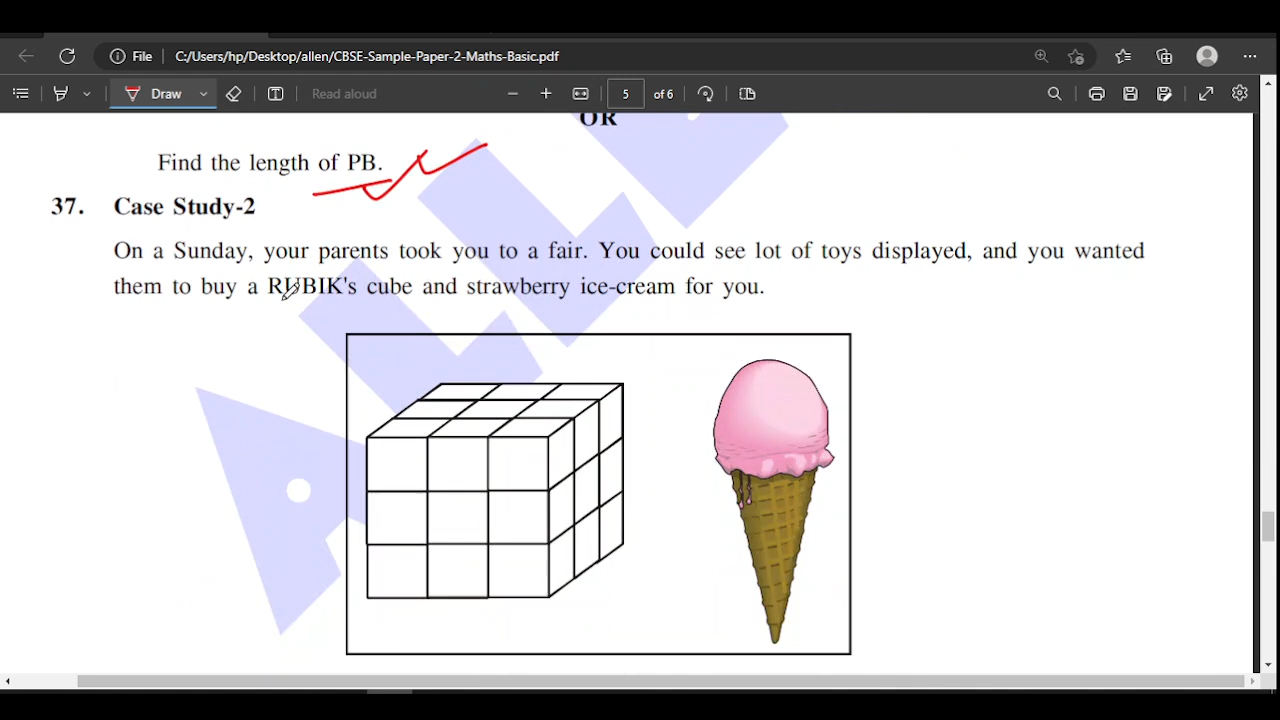 File C:/Users/hp/Desktop/allen/CBSE-Sample-Paper-2-Maths-Basic.pdf
Draw Read aloud 5 of 6
OR
Find the length of PB.
37. Case Study-2
On a Sunday, your parents took you to a fair. You could see lot of toys displayed, and you wanted
them to buy a RUBIK's cube and strawberry ice-cream for you.
ALLE